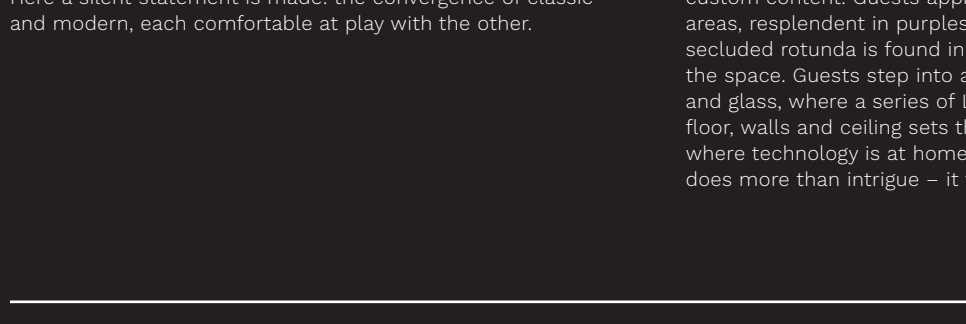 Here a silent statement is made: the convergence of classic
and modern, each comfortable at play with the other.
custom content. Guests
areas, resplendent in purples
secluded rotunda is found in
the space. Guests step into a
and glass, where a series of
floor, walls and ceiling sets
where technology is at home
does more than intrigue – it